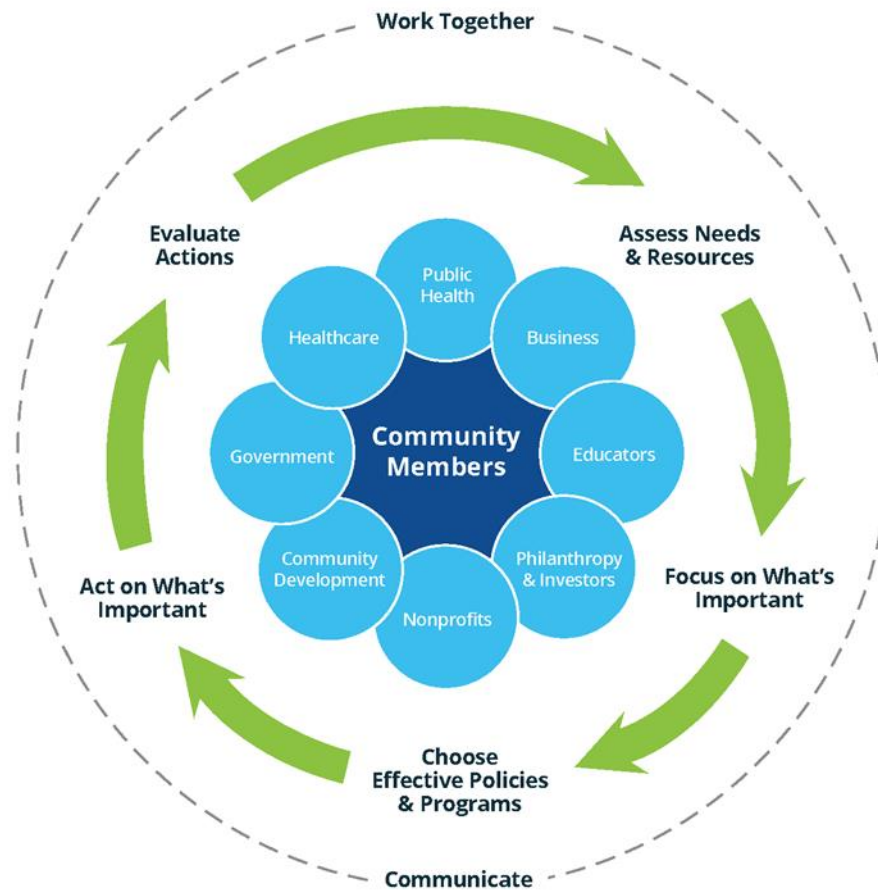 Work Together
Evaluate
Actions
Assess Needs
& Resources
Public
Health
Healthcare
Business
Community
Members
Government
Educators
Community
Development
Philanthropy
& Investors
Nonprofits
Act on What’s
Important
Focus on What’s
Important
Choose
Effective Policies
& Programs
Communicate